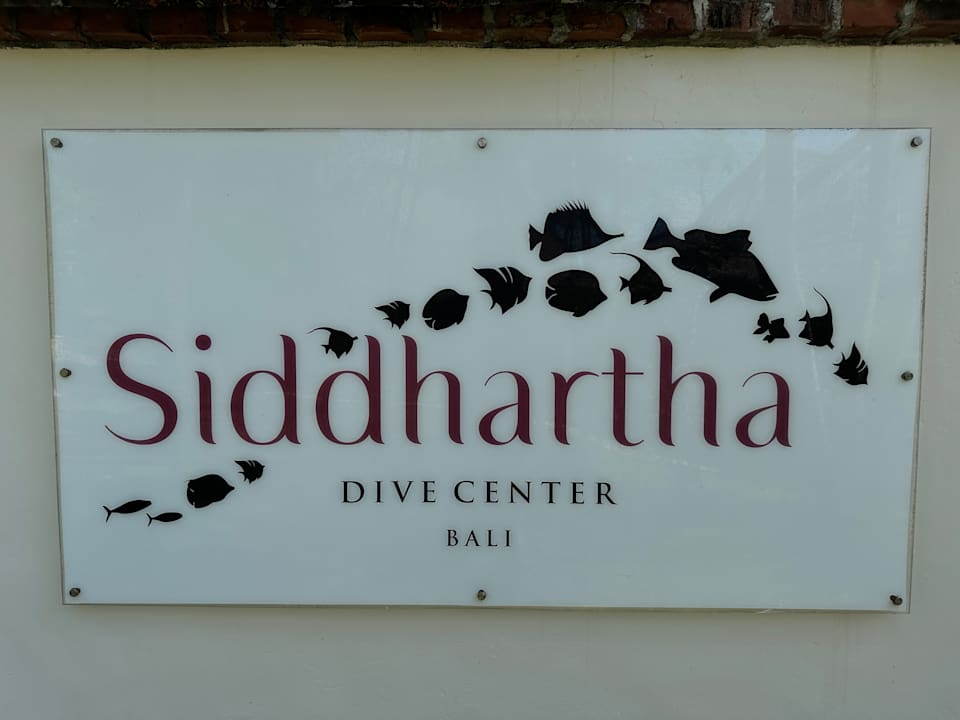 Siddhartha
DIVE CENTER
BALI